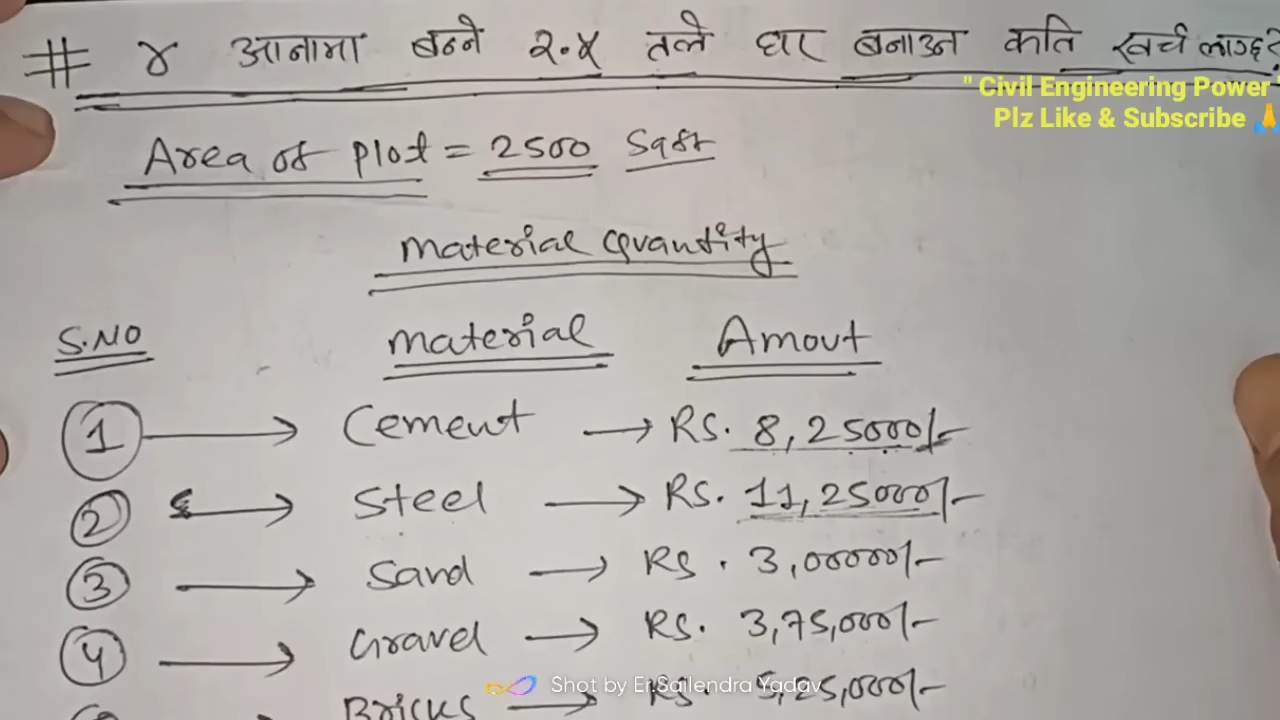 # ४ आनामा बन्ने २.५ तले घर बनाउन कति खर्च लाग्छ ?
" Civil Engineering Power "
Plz Like & Subscribe 🙏
Area of plot = 2500 Sqft
Material Quantity
S.NO Material Amout
1 → Cement → RS. 8,25000/-
2 → Steel → RS. 11,25000/-
3 → Sand → RS. 3,00000/-
4 → Gravel → RS. 3,75,000/-
Bricks → RS. 5,25,000/-
Shot by Er.Sailendra Yadav